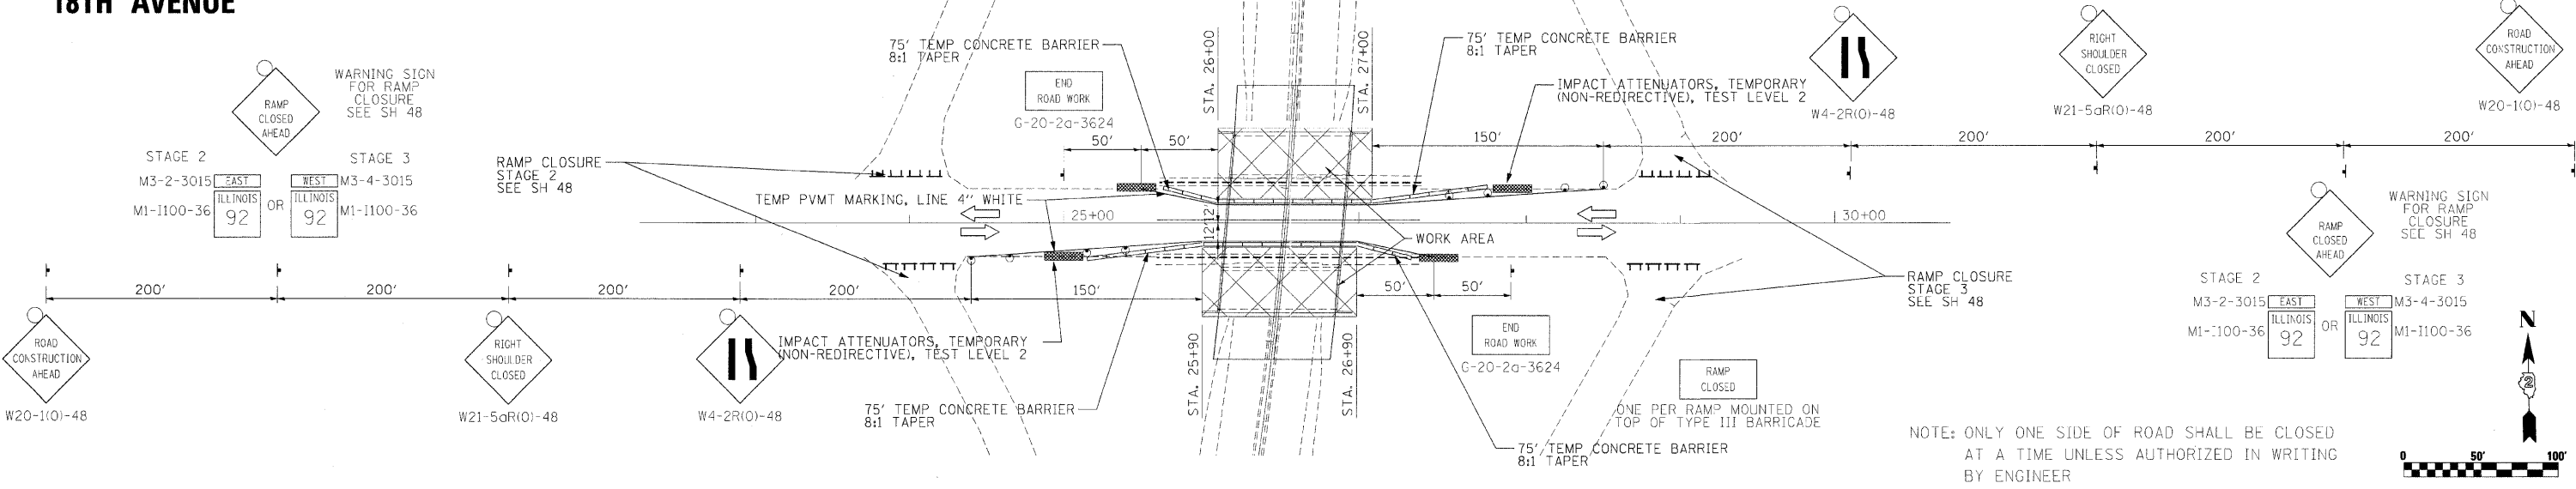 18TH AVENUE
RAMP
CLOSED
AHEAD
WARNING SIGN
FOR RAMP
CLOSURE
SEE SH 48
STAGE 2
STAGE 3
M3-2-3015
EAST
WEST
M3-4-3015
M1-I100-36
ILLINOIS
92
OR
ILLINOIS
92
M1-I100-36
200'
200'
200'
200'
150'
ROAD
CONSTRUCTION
AHEAD
W20-1(O)-48
RIGHT
SHOULDER
CLOSED
W21-5aR(O)-48
W4-2R(O)-48
RAMP CLOSURE
STAGE 2
SEE SH 48
75' TEMP CONCRETE BARRIER
8:1 TAPER
END
ROAD WORK
G-20-2a-3624
50'
50'
TEMP PVMT MARKING, LINE 4" WHITE
25+00
12'
12'
STA. 26+00
STA. 27+00
IMPACT ATTENUATORS, TEMPORARY
(NON-REDIRECTIVE), TEST LEVEL 2
75' TEMP CONCRETE BARRIER
8:1 TAPER
STA. 25+90
STA. 26+90
75' TEMP CONCRETE BARRIER
8:1 TAPER
IMPACT ATTENUATORS, TEMPORARY
(NON-REDIRECTIVE), TEST LEVEL 2
150'
200'
200'
200'
200'
WORK AREA
30+00
50'
50'
END
ROAD WORK
G-20-2a-3624
75' TEMP CONCRETE BARRIER
8:1 TAPER
RAMP
CLOSED
ONE PER RAMP MOUNTED ON
TOP OF TYPE III BARRICADE
RAMP CLOSURE
STAGE 3
SEE SH 48
W4-2R(O)-48
RIGHT
SHOULDER
CLOSED
W21-5aR(O)-48
ROAD
CONSTRUCTION
AHEAD
W20-1(O)-48
RAMP
CLOSED
AHEAD
WARNING SIGN
FOR RAMP
CLOSURE
SEE SH 48
STAGE 2
STAGE 3
M3-2-3015
EAST
WEST
M3-4-3015
M1-I100-36
ILLINOIS
92
OR
ILLINOIS
92
M1-I100-36
NOTE: ONLY ONE SIDE OF ROAD SHALL BE CLOSED
AT A TIME UNLESS AUTHORIZED IN WRITING
BY ENGINEER
N
2
0 50' 100'